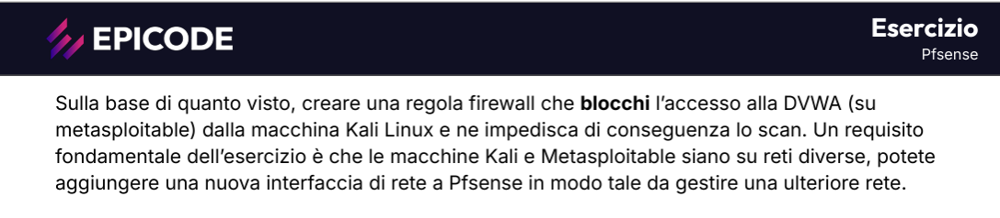 EPICODE
Esercizio
Pfsense
Sulla base di quanto visto, creare una regola firewall che blocchi l’accesso alla DVWA (su
metasploitable) dalla macchina Kali Linux e ne impedisca di conseguenza lo scan. Un requisito
fondamentale dell’esercizio è che le macchine Kali e Metasploitable siano su reti diverse, potete
aggiungere una nuova interfaccia di rete a Pfsense in modo tale da gestire una ulteriore rete.